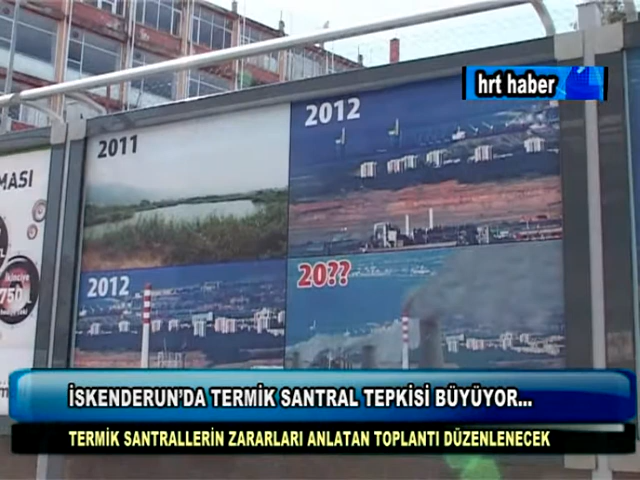 hrt haber
MASI
2011
2012
2012
20??
İkinciye
750
İSKENDERUN'DA TERMİK SANTRAL TEPKİSİ BÜYÜYOR...
TERMİK SANTRALLERİN ZARARLARI ANLATAN TOPLANTI DÜZENLENECEK